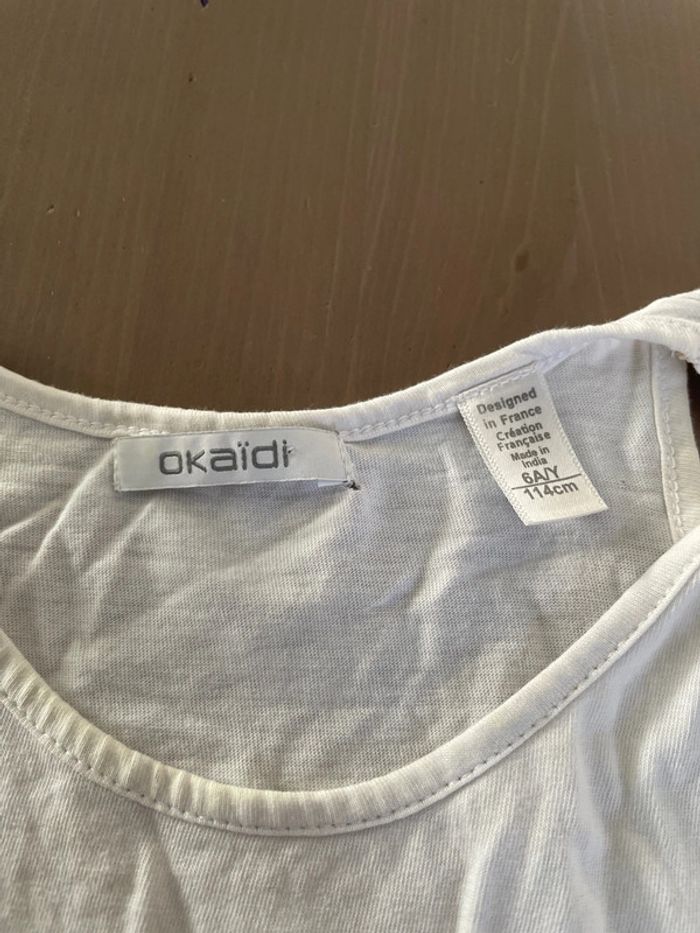 okaïdi
Designed
in France
Création
Française
Made in
India
6A/Y
114cm